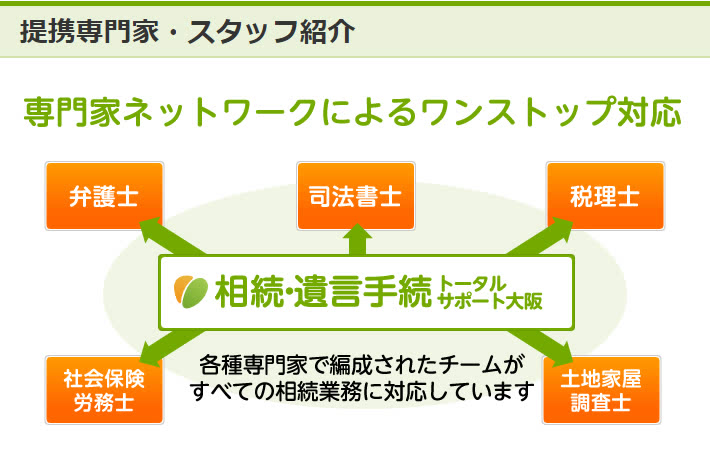 提携専門家・スタッフ紹介
専門家ネットワークによるワンストップ対応
弁護士
司法書士
税理士
相続・遺言手続 トータル
サポート大阪
社会保険
労務士
各種専門家で編成されたチームが
すべての相続業務に対応しています
土地家屋
調査士